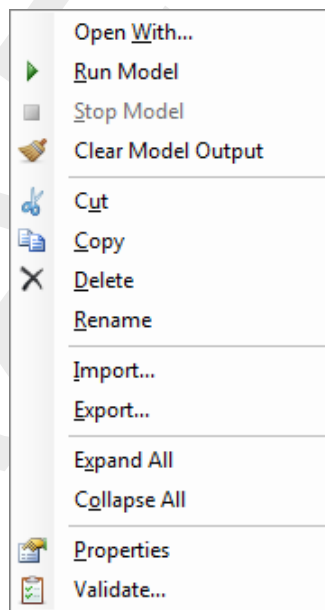 Open With...
Run Model
Stop Model
Clear Model Output
Cut
Copy
Delete
Rename
Import...
Export...
Expand All
Collapse All
Properties
Validate...